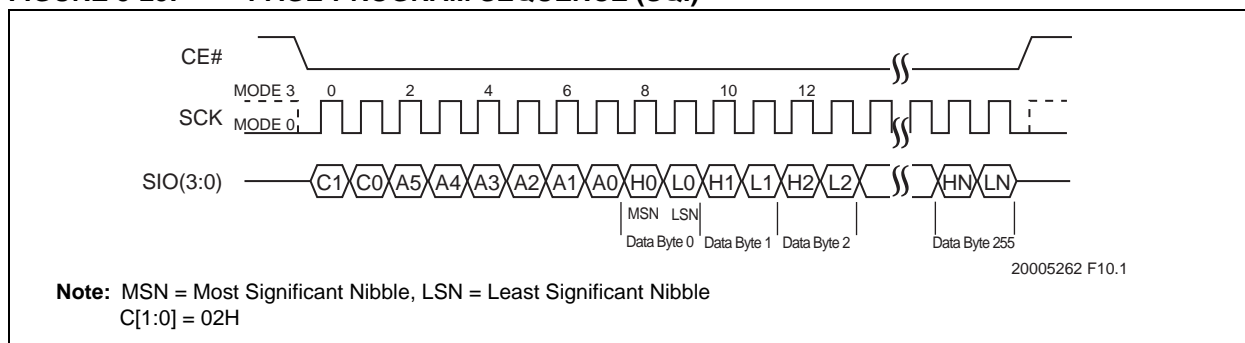 CE#
MODE 3 0 2 4 6 8 10 12
SCK MODE 0
SIO(3:0) C1 C0 A5 A4 A3 A2 A1 A0 H0 L0 H1 L1 H2 L2 HN LN
MSN LSN
Data Byte 0 Data Byte 1 Data Byte 2 Data Byte 255
20005262 F10.1
Note: MSN = Most Significant Nibble, LSN = Least Significant Nibble
C[1:0] = 02H